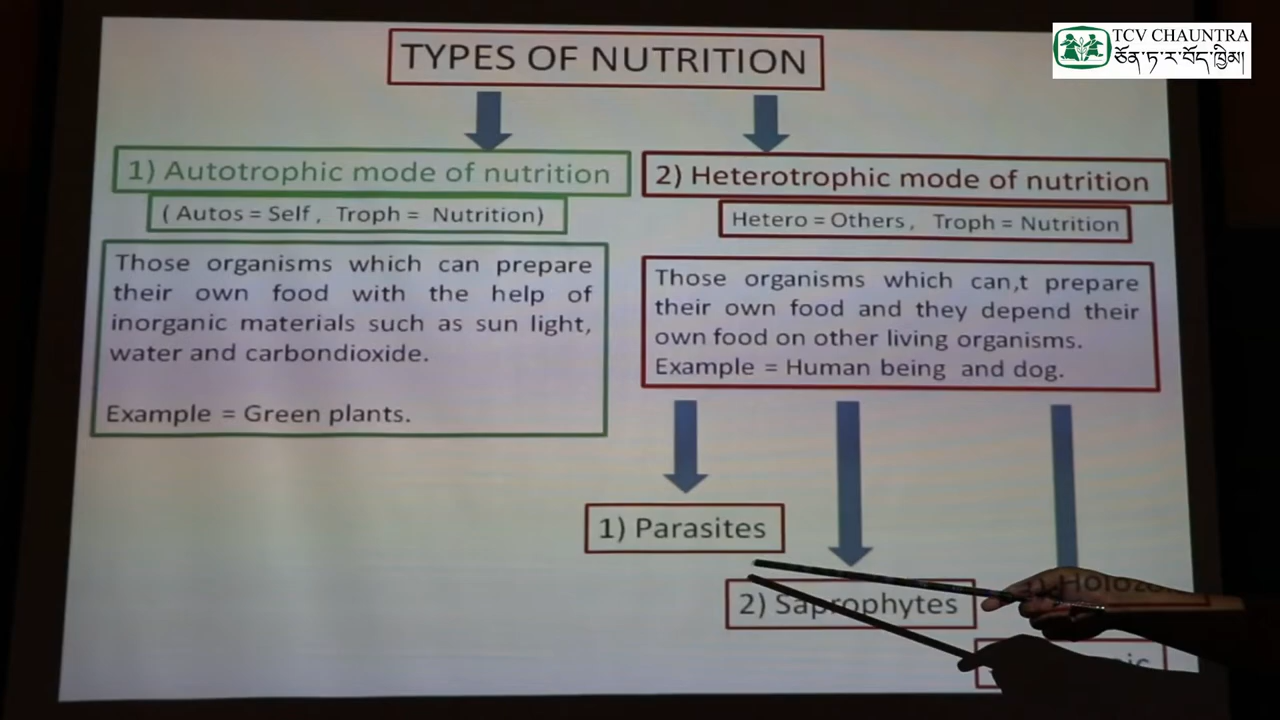 TYPES OF NUTRITION
TCV CHAUNTRA
ཙོན་ཏ་ར་བོད་ཁྱིམ།
1) Autotrophic mode of nutrition
( Autos = Self , Troph = Nutrition)
Those organisms which can prepare
their own food with the help of
inorganic materials such as sun light,
water and carbondioxide.
Example = Green plants.
2) Heterotrophic mode of nutrition
Hetero = Others , Troph = Nutrition
Those organisms which can,t prepare
their own food and they depend their
own food on other living organisms.
Example = Human being and dog.
1) Parasites
2) Saprophytes